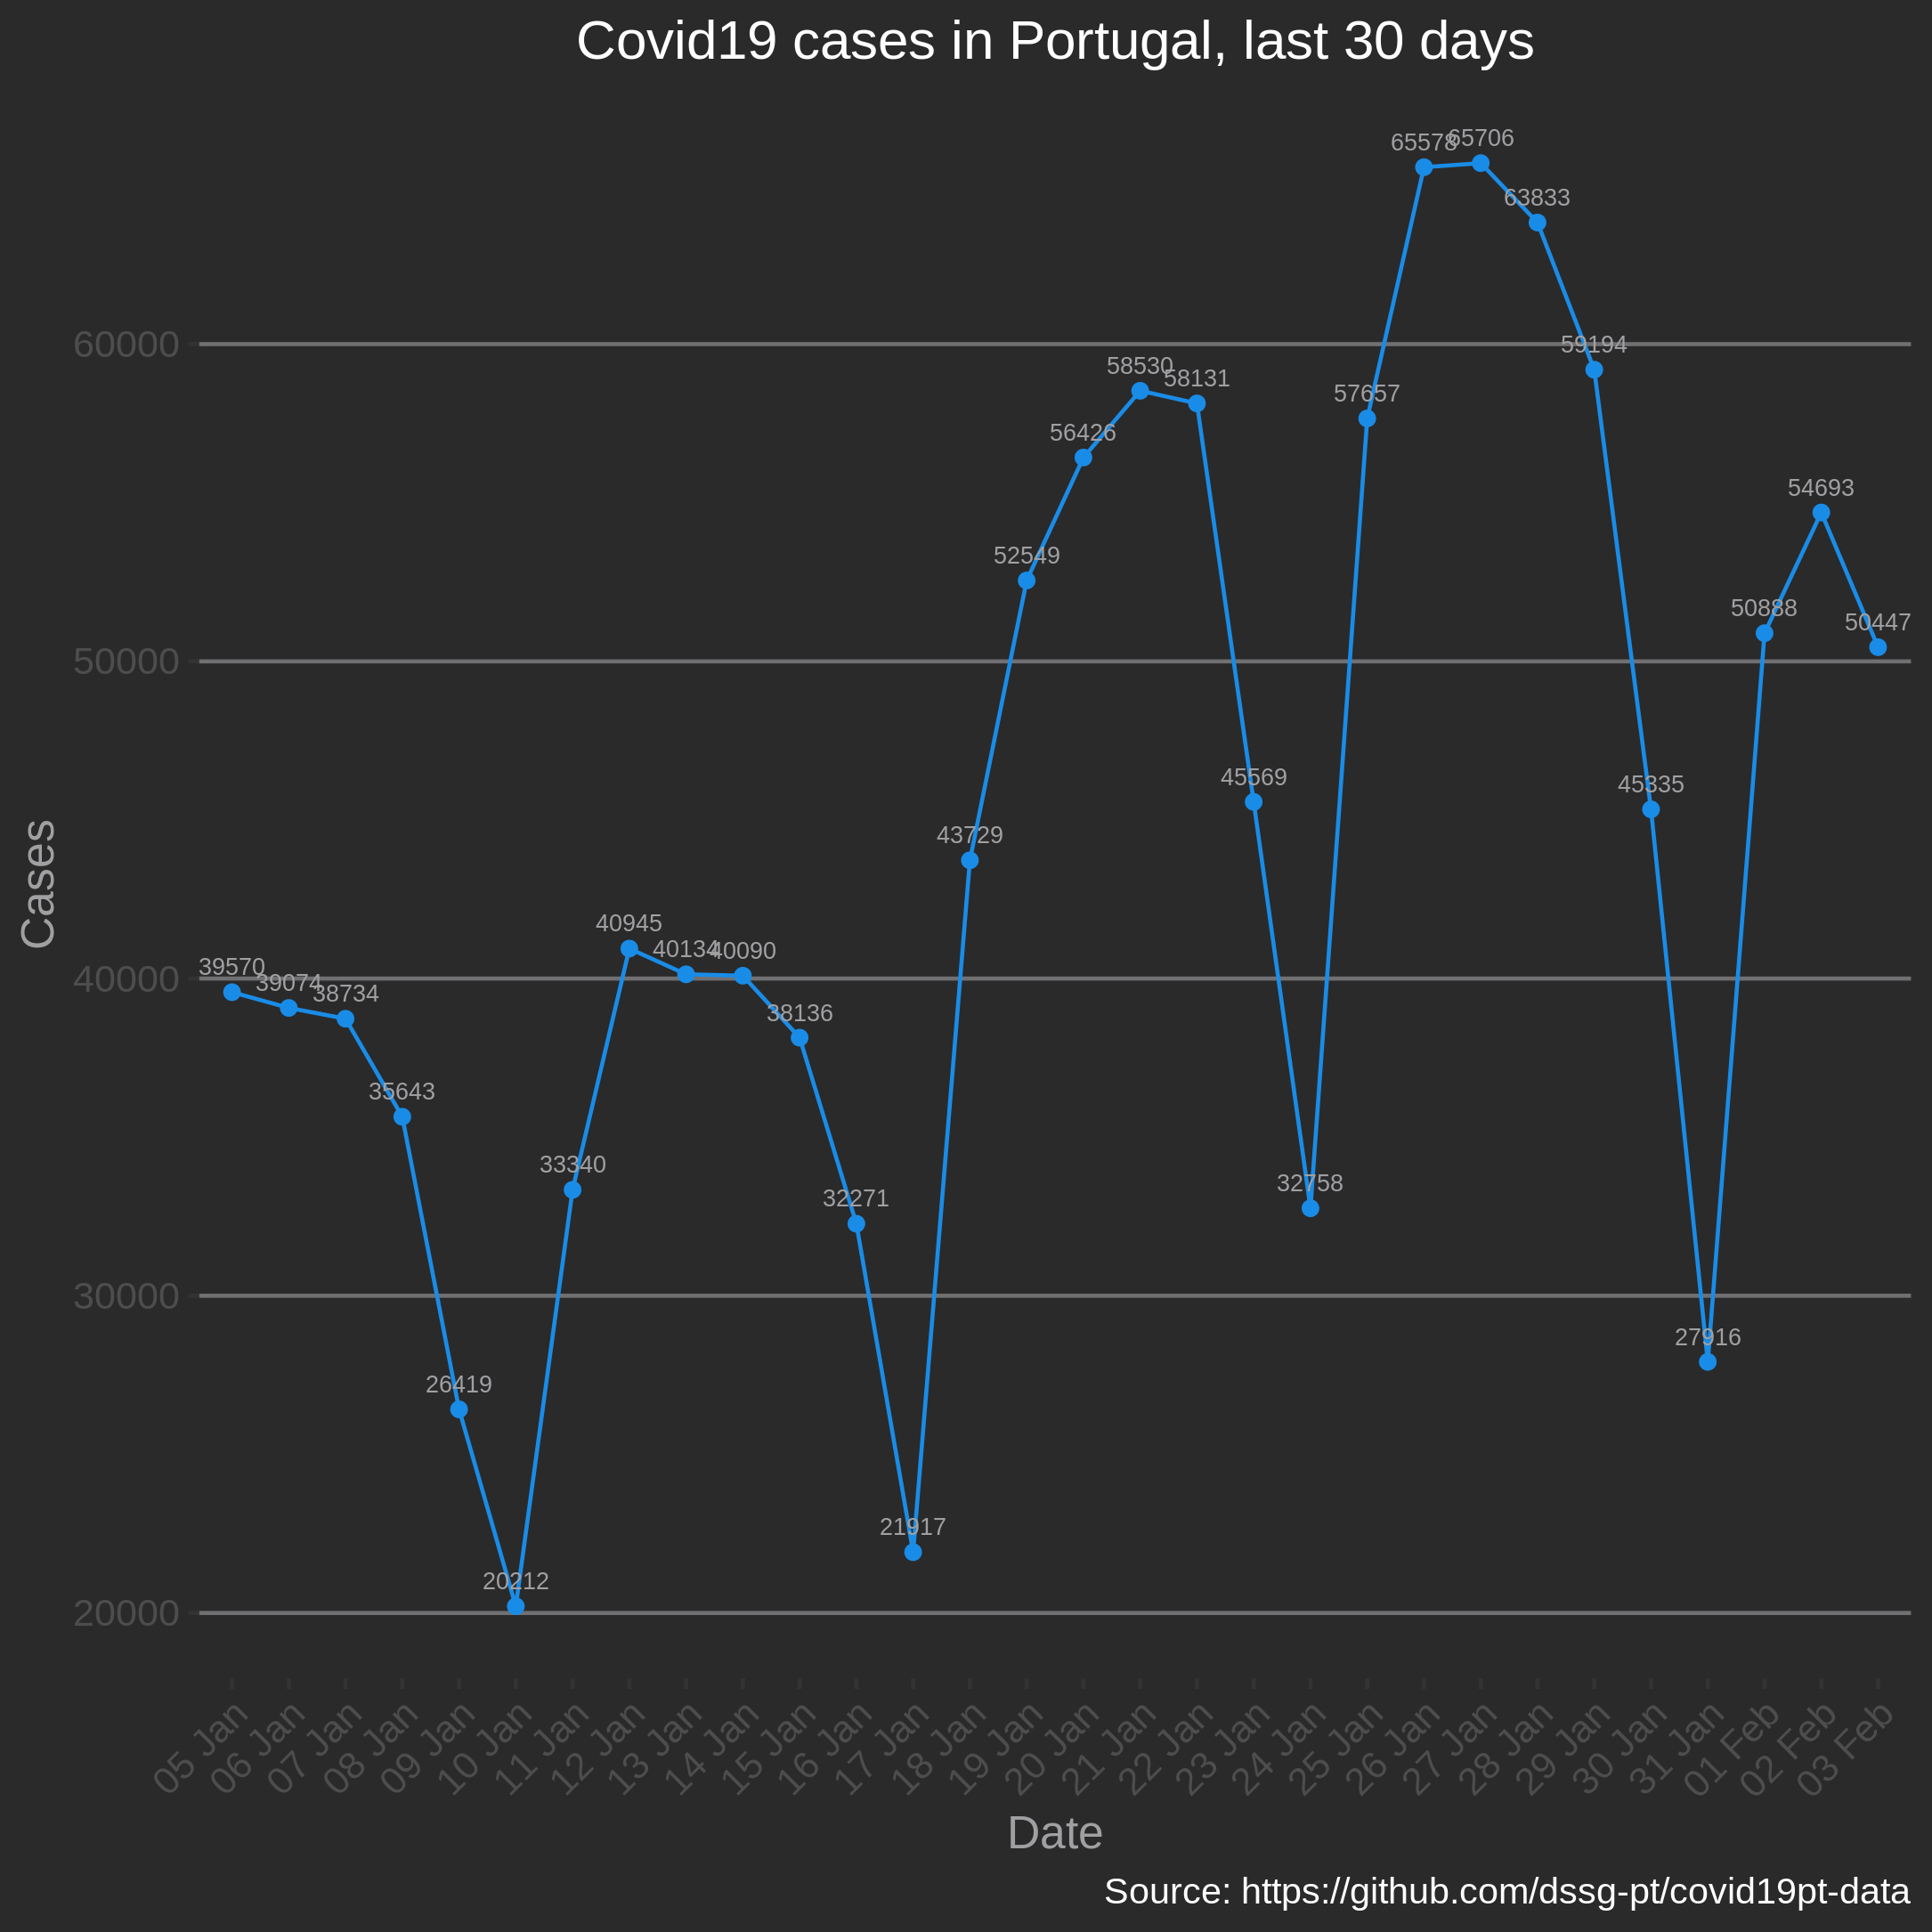 Covid19 cases in Portugal, last 30 days
65578
65706
63833
60000
59194
58530
58131
57657
56426
54693
52549
50888
50447
50000
45569
45335
43729
Cases
40945
40134
40090
39570
40000
39074
38734
38136
35643
33340
32758
32271
30000
27916
26419
21917
20212
20000
05 Jan
06 Jan
07 Jan
08 Jan
09 Jan
10 Jan
11 Jan
12 Jan
13 Jan
14 Jan
15 Jan
16 Jan
17 Jan
18 Jan
19 Jan
20 Jan
21 Jan
22 Jan
23 Jan
24 Jan
25 Jan
26 Jan
27 Jan
28 Jan
29 Jan
30 Jan
31 Jan
01 Feb
02 Feb
03 Feb
Date
Source: https://github.com/dssg-pt/covid19pt-data